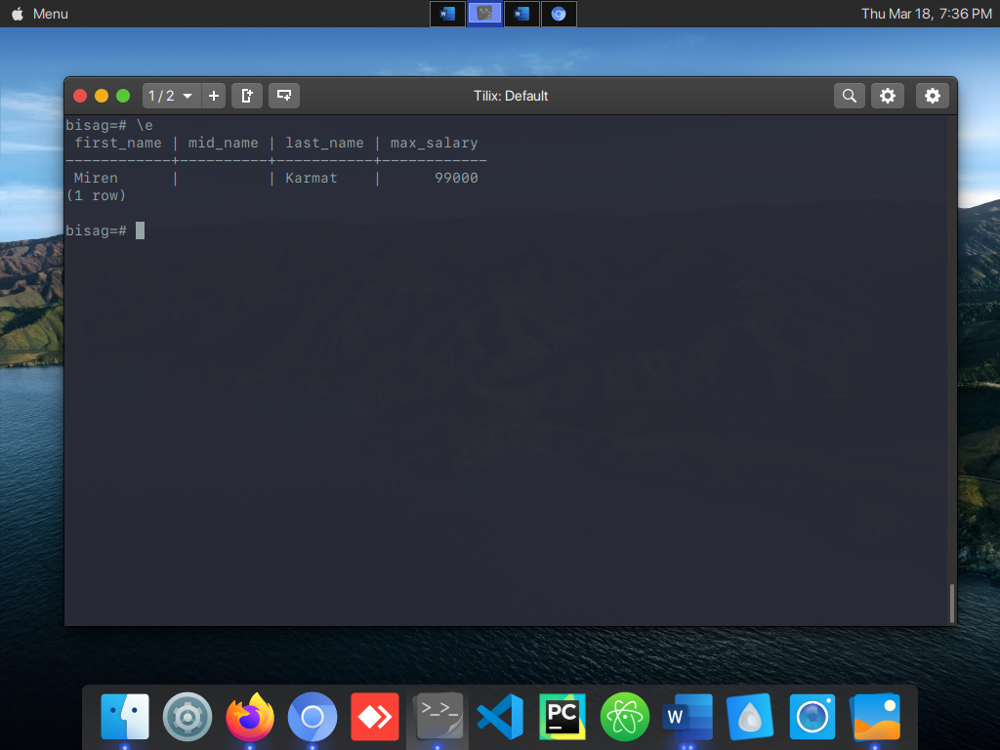 Menu
W
>_>_
W
Thu Mar 18, 7:36 PM
1 / 2
Tilix: Default
bisag=# \e
first_name | mid_name | last_name | max_salary
------------+----------+-----------+------------
Miren      |          | Karmat    |      99000
(1 row)
bisag=#
>_>_
PC
W